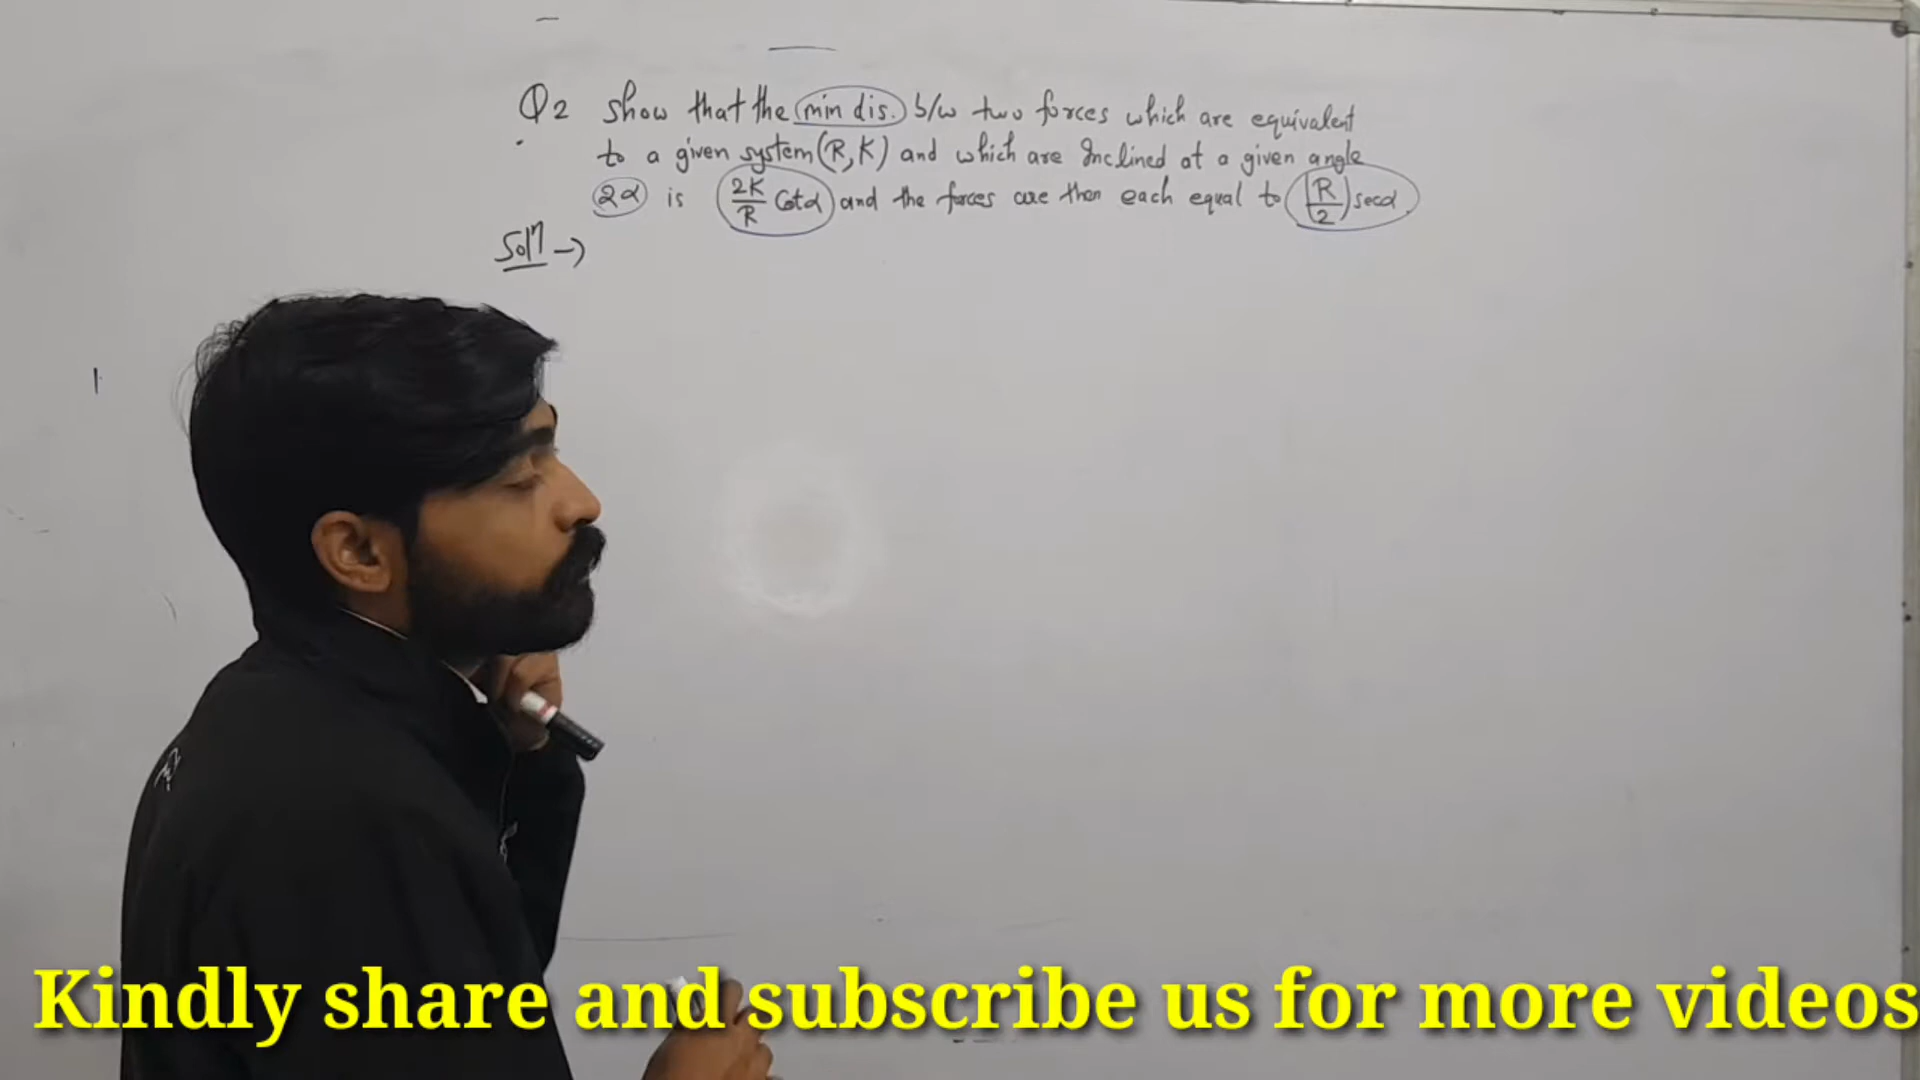 Q2 show that the min dis. b/w two forces which are equivalent
to a given system (R, K) and which are Inclined at a given angle
2α is 2K/R Cotα and the forces are then each equal to (R/2) secα
Solⁿ →
Kindly share and subscribe us for more videos